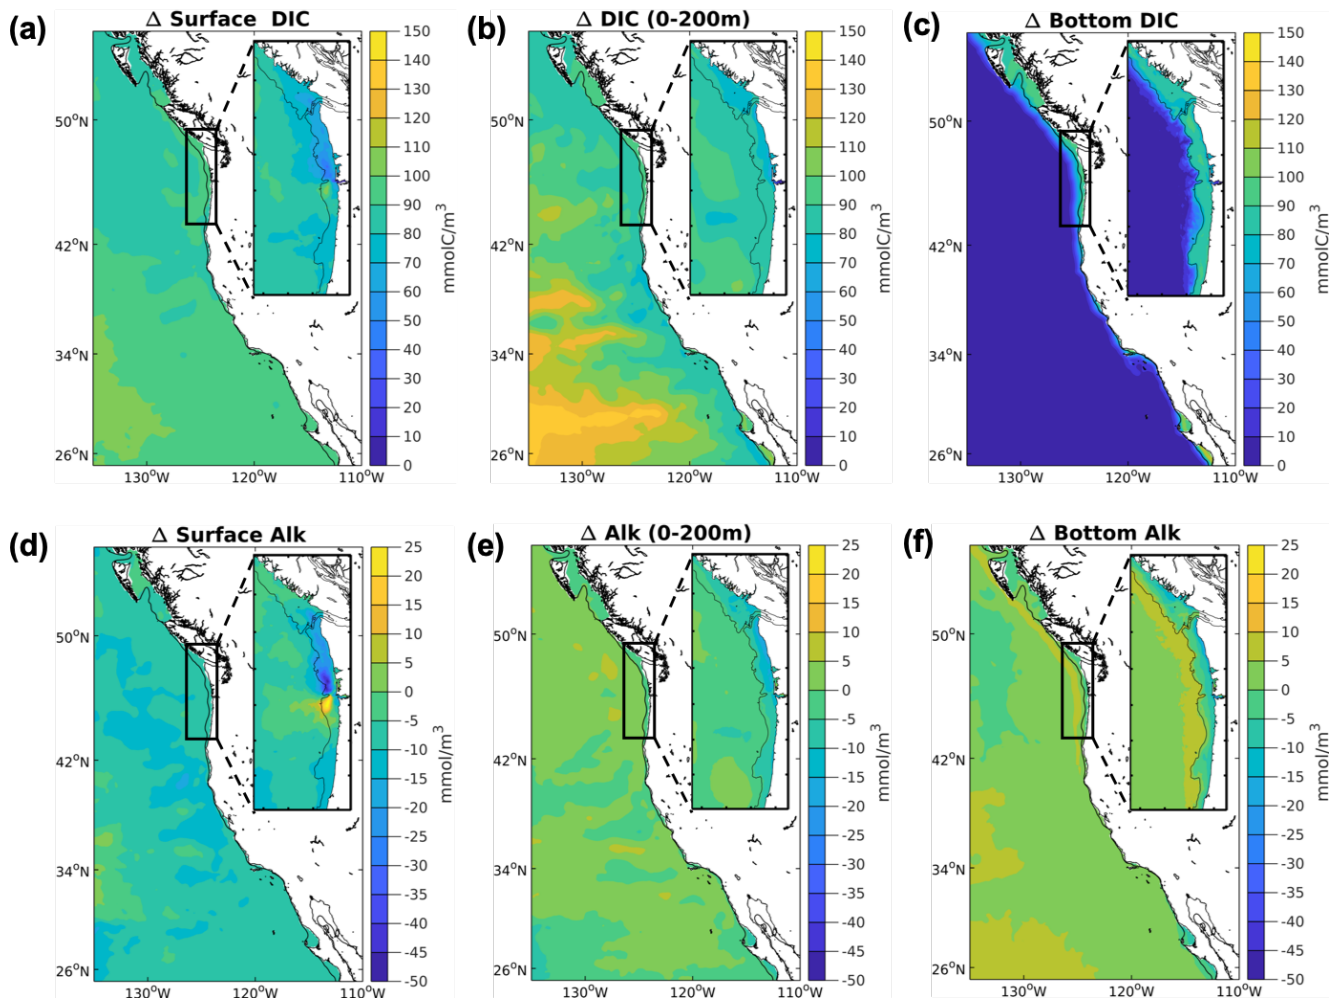 (a)
Δ Surface DIC
50°N
42°N
34°N
26°N
130°W
120°W
110°W
150
140
130
120
110
100
90
80
70
60
50
40
30
20
10
0
mmolC/m³
(b)
Δ DIC (0-200m)
50°N
42°N
34°N
26°N
130°W
120°W
110°W
150
140
130
120
110
100
90
80
70
60
50
40
30
20
10
0
mmolC/m³
(c)
Δ Bottom DIC
50°N
42°N
34°N
26°N
130°W
120°W
110°W
150
140
130
120
110
100
90
80
70
60
50
40
30
20
10
0
mmolC/m³
(d)
Δ Surface Alk
50°N
42°N
34°N
26°N
130°W
120°W
110°W
25
20
15
10
5
0
-5
-10
-15
-20
-25
-30
-35
-40
-45
-50
mmol/m³
(e)
Δ Alk (0-200m)
50°N
42°N
34°N
26°N
130°W
120°W
110°W
25
20
15
10
5
0
-5
-10
-15
-20
-25
-30
-35
-40
-45
-50
mmol/m³
(f)
Δ Bottom Alk
50°N
42°N
34°N
26°N
130°W
120°W
110°W
25
20
15
10
5
0
-5
-10
-15
-20
-25
-30
-35
-40
-45
-50
mmol/m³